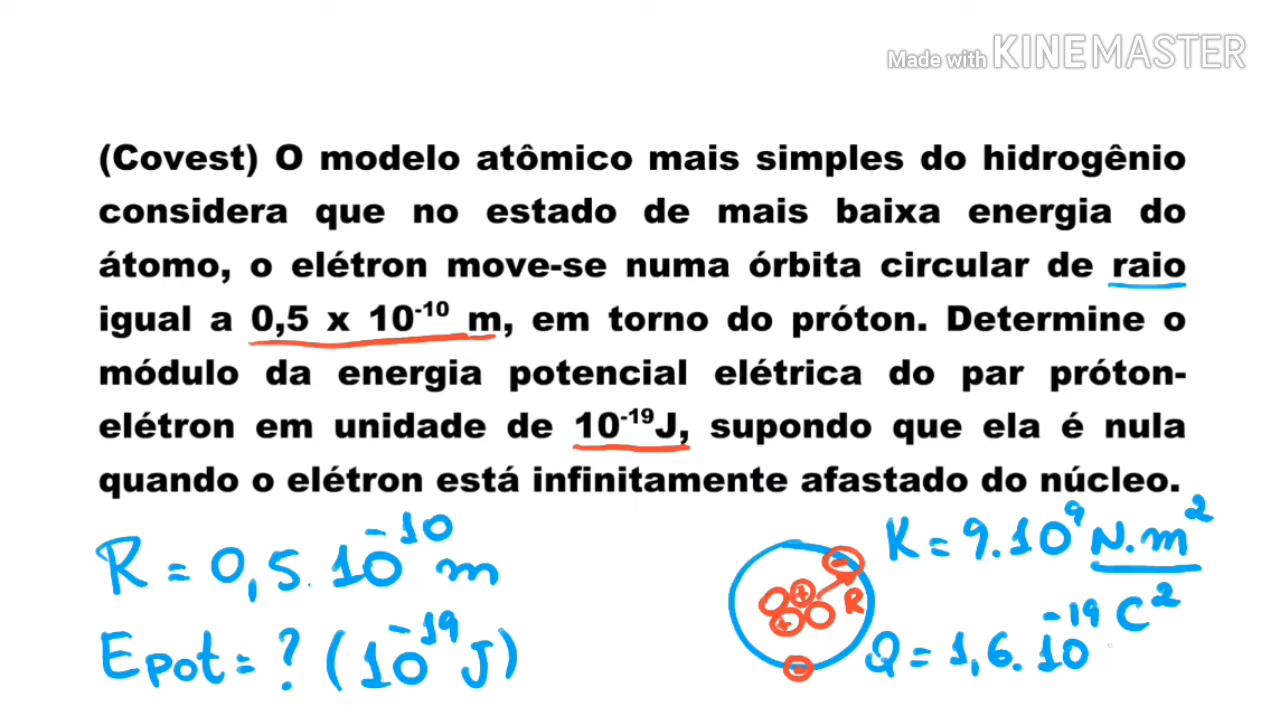 Made with KINEMASTER
(Covest) O modelo atômico mais simples do hidrogênio
considera que no estado de mais baixa energia do
átomo, o elétron move-se numa órbita circular de raio
igual a 0,5 x 10⁻¹⁰ m, em torno do próton. Determine o
módulo da energia potencial elétrica do par próton-
elétron em unidade de 10⁻¹⁹J, supondo que ela é nula
quando o elétron está infinitamente afastado do núcleo.
R = 0,5.10⁻¹⁰ m
K = 9.10⁹ N.m²
C²
R
Epot = ? (10⁻¹⁹J)
Q = 1,6.10⁻¹⁹